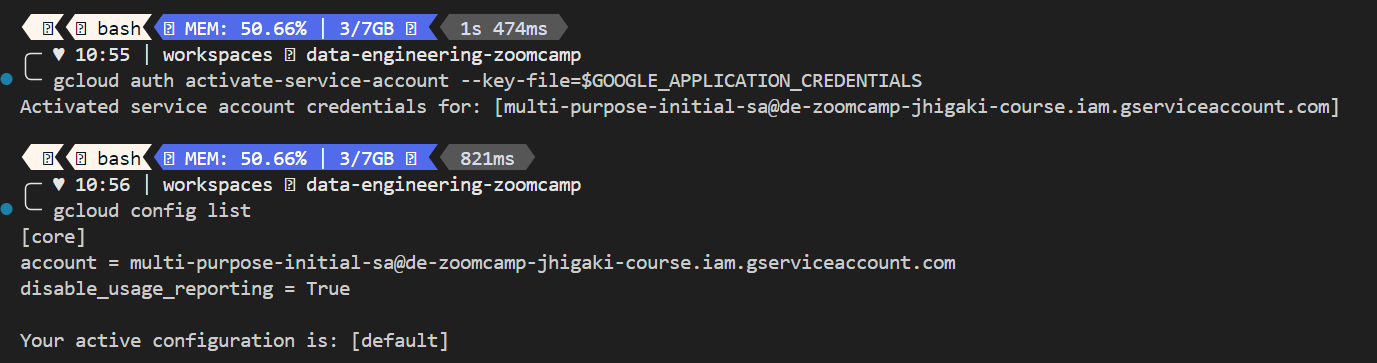 bash MEM: 50.66% | 3/7GB 1s 474ms
♥ 10:55 | workspaces data-engineering-zoomcamp
gcloud auth activate-service-account --key-file=$GOOGLE_APPLICATION_CREDENTIALS
Activated service account credentials for: [multi-purpose-initial-sa@de-zoomcamp-jhigaki-course.iam.gserviceaccount.com]
bash MEM: 50.66% | 3/7GB 821ms
♥ 10:56 | workspaces data-engineering-zoomcamp
gcloud config list
[core]
account = multi-purpose-initial-sa@de-zoomcamp-jhigaki-course.iam.gserviceaccount.com
disable_usage_reporting = True
Your active configuration is: [default]